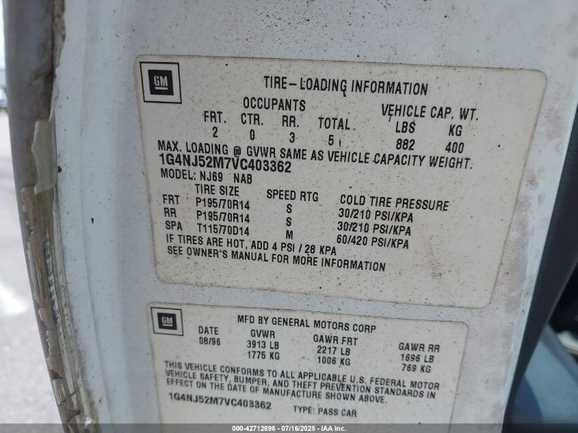 GM
TIRE-LOADING INFORMATION
OCCUPANTS VEHICLE CAP. WT.
FRT. CTR. RR. TOTAL LBS KG
2 0 3 5 882 400
MAX. LOADING @ GVWR SAME AS VEHICLE CAPACITY WEIGHT.
1G4NJ52M7VC403362
MODEL: NJ69 NAB
TIRE SIZE SPEED RTG COLD TIRE PRESSURE
FRT P195/70R14 S 30/210 PSI/KPA
RR P195/70R14 S 30/210 PSI/KPA
SPA T115/70D14 M 60/420 PSI/KPA
IF TIRES ARE HOT, ADD 4 PSI/28 KPA
SEE OWNER'S MANUAL FOR MORE INFORMATION
GM
MFD BY GENERAL MOTORS CORP
DATE GVWR GAWR FRT GAWR RR
08/96 3913 LB 2217 LB 1696 LB
1775 KG 1006 KG 769 KG
THIS VEHICLE CONFORMS TO ALL APPLICABLE U.S. FEDERAL MOTOR
VEHICLE SAFETY, BUMPER, AND THEFT PREVENTION STANDARDS IN
EFFECT ON THE DATE OF MANUFACTURE SHOWN ABOVE.
1G4NJ52M7VC403362 TYPE: PASS CAR
000-42712898 - 07/16/2025 - IAAI.COM